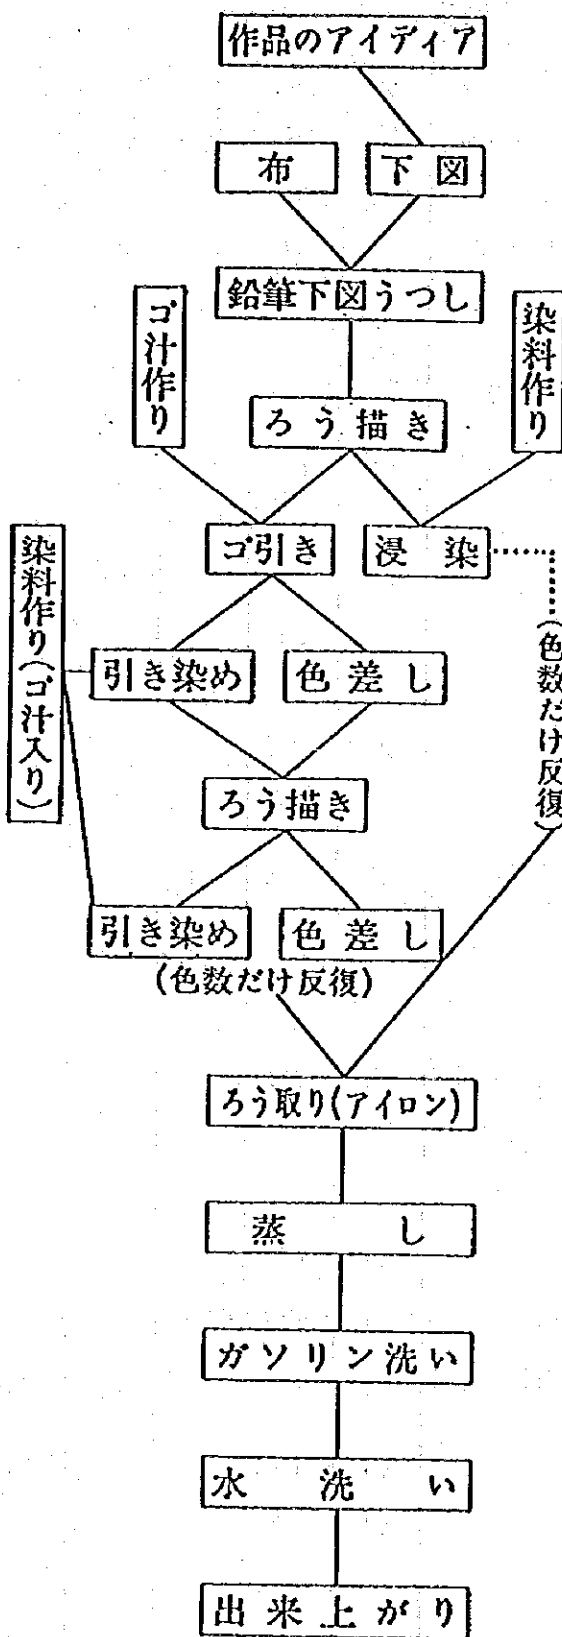 作品のアイディア
布
下図
鉛筆下図うつし
ゴ汁作り
染料作り
ろう描き
ゴ引き
浸染
染料作り(ゴ汁入り)
引き染め
色差し
(色数だけ反復)
ろう描き
引き染め
色差し
(色数だけ反復)
ろう取り(アイロン)
蒸し
ガソリン洗い
水洗い
出来上がり